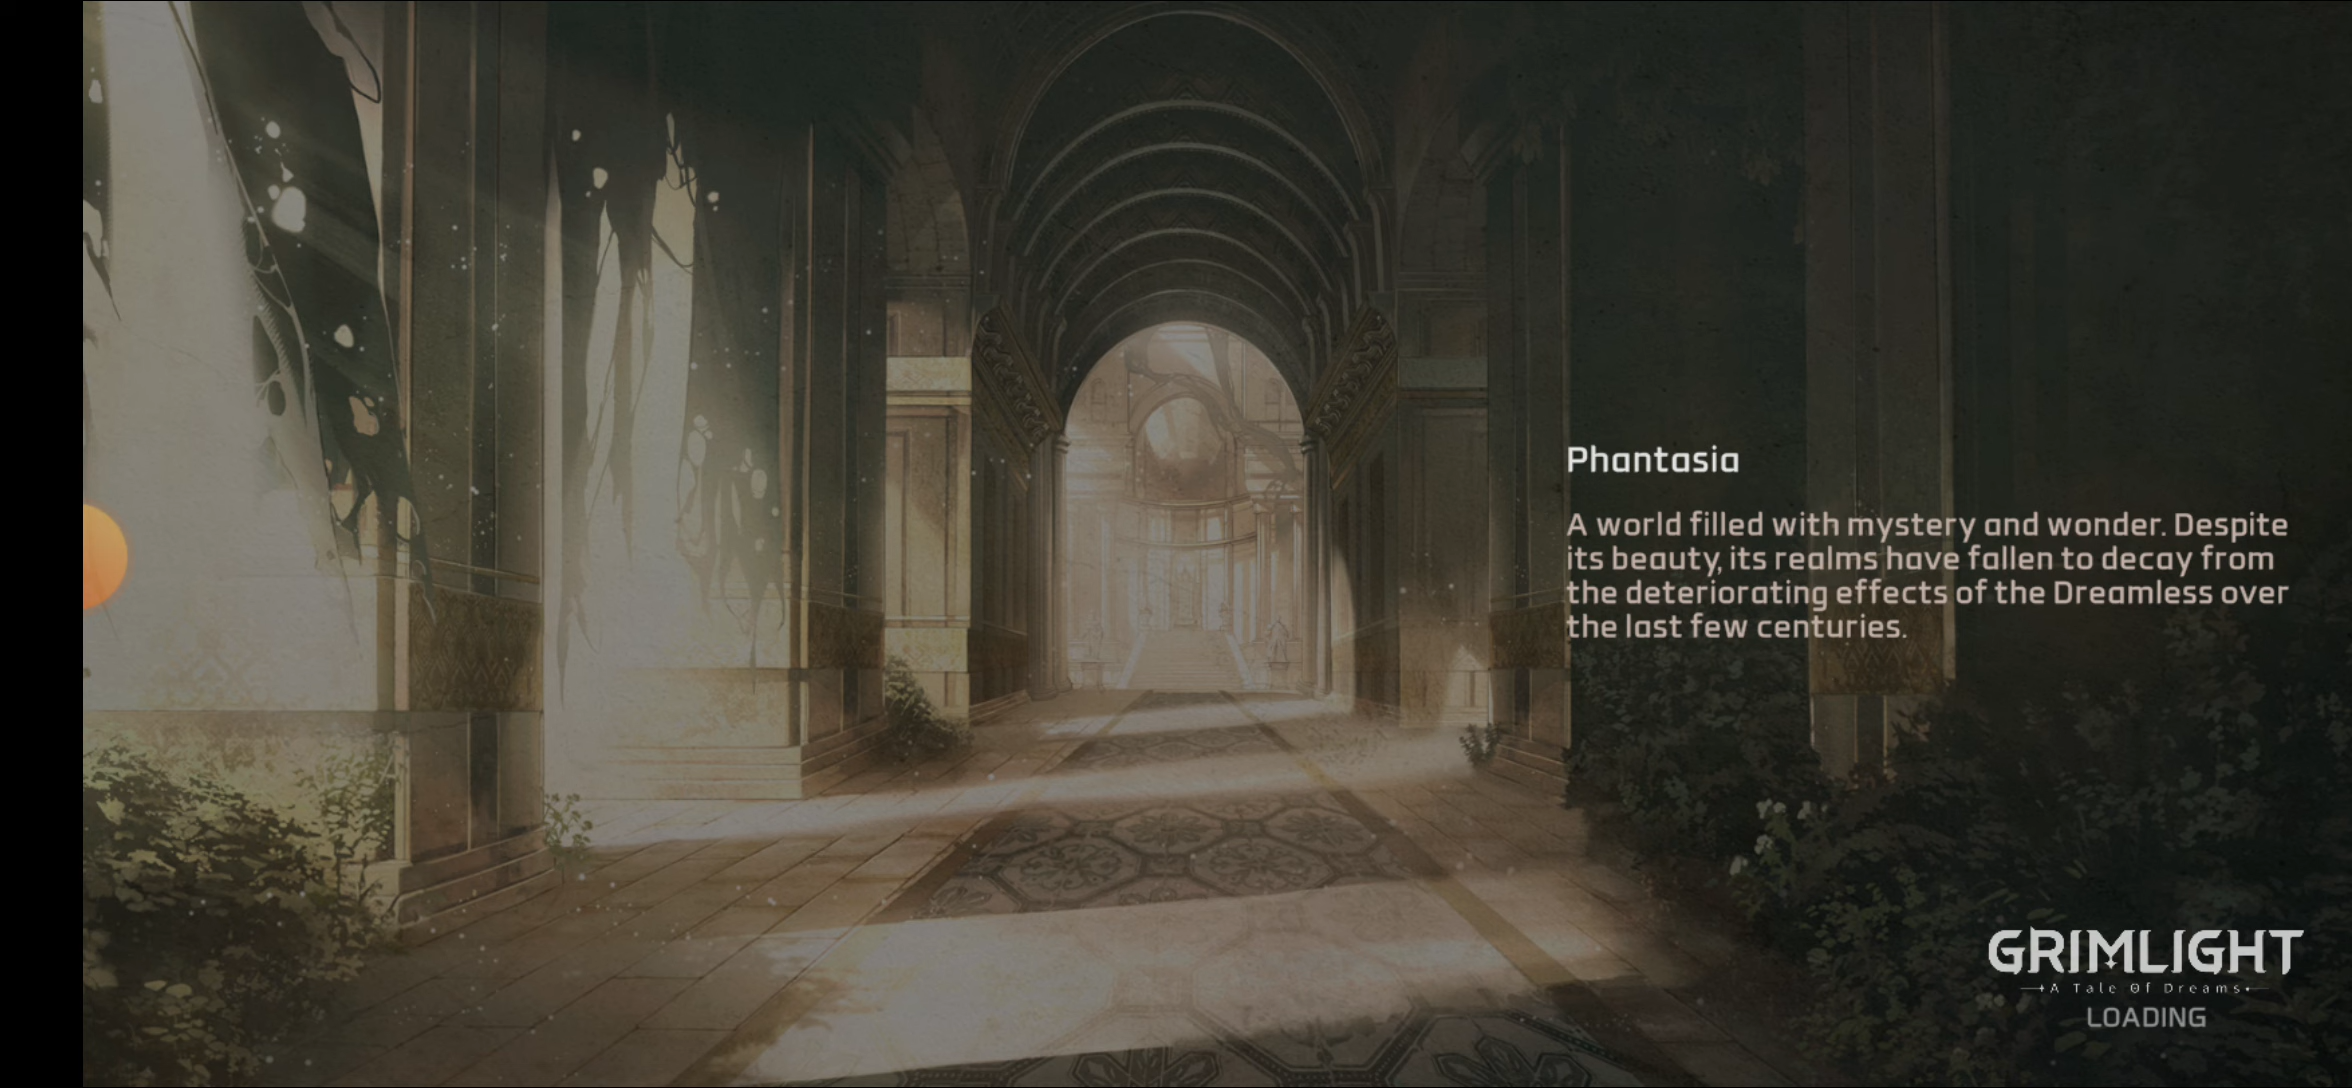 Phantasia
A world filled with mystery and wonder. Despite
its beauty, its realms have fallen to decay from
the deteriorating effects of the Dreamless over
the last few centuries.
GRIMLIGHT
A Tale Of Dreams
LOADING